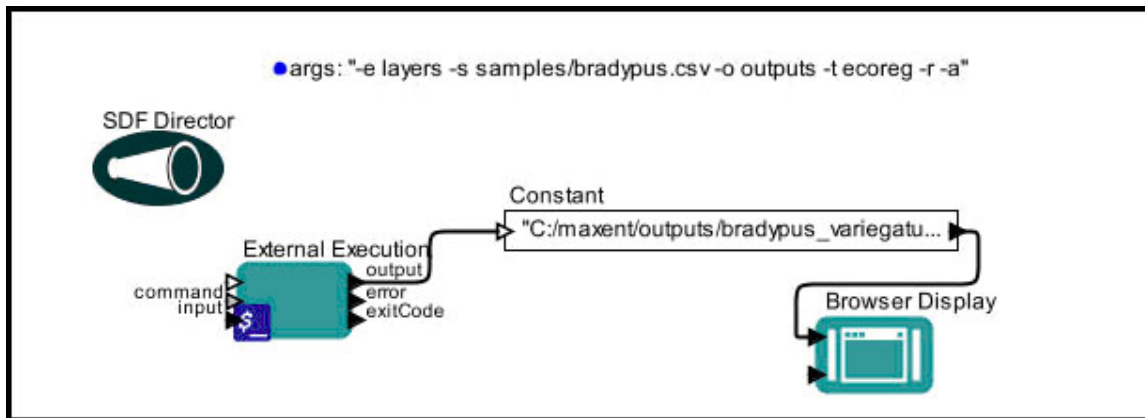 args: "-e layers -s samples/bradypus.csv -o outputs -t ecoreg -r -a"
SDF Director
Constant
"C:/maxent/outputs/bradypus_variegatu...
External Execution
output
command
error
input
exitCode
$_
Browser Display